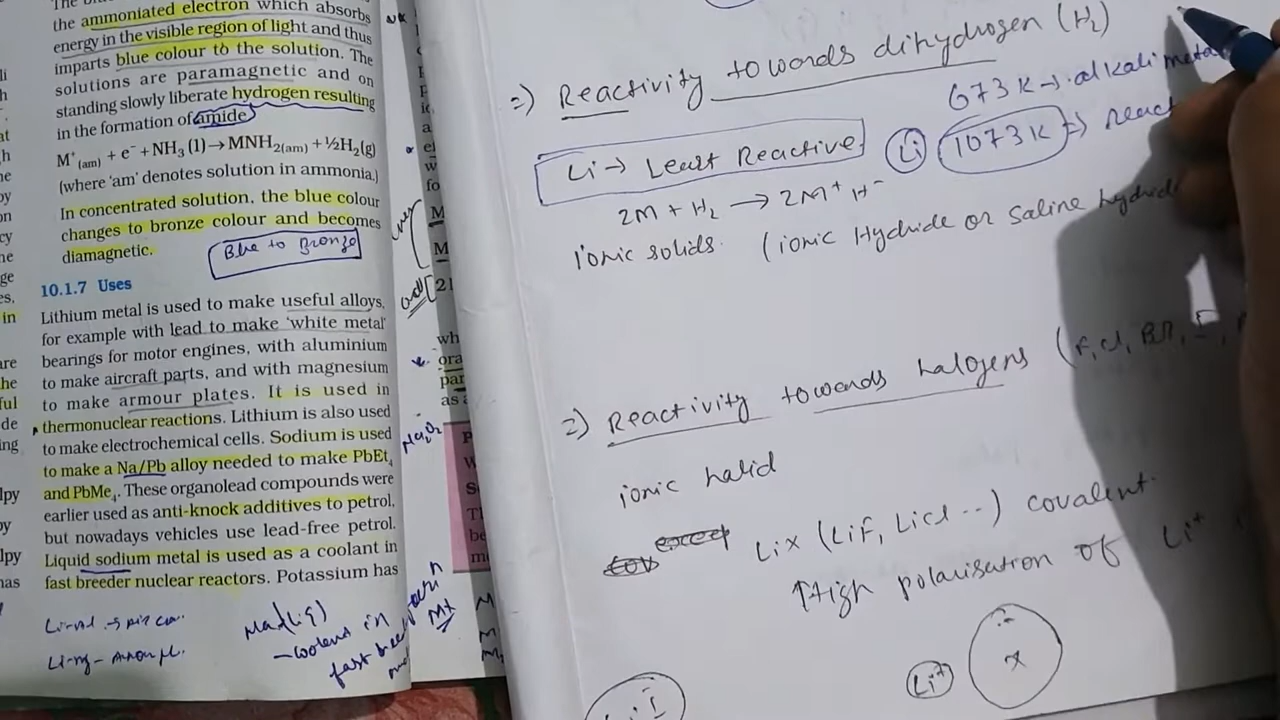 the ammoniated electron which absorbs
energy in the visible region of light and thus
imparts blue colour to the solution. The
solutions are paramagnetic and on
standing slowly liberate hydrogen resulting
in the formation of amide
M⁺(am) + e⁻ + NH₃ (l) → MNH₂(am) + ½H₂(g)
(where 'am' denotes solution in ammonia.)
In concentrated solution, the blue colour
changes to bronze colour and becomes
diamagnetic.
Blue to Bronze
10.1.7 Uses
Lithium metal is used to make useful alloys,
for example with lead to make 'white metal'
bearings for motor engines, with aluminium
to make aircraft parts, and with magnesium
to make armour plates. It is used in
thermonuclear reactions. Lithium is also used
to make electrochemical cells. Sodium is used
to make a Na/Pb alloy needed to make PbEt₄
and PbMe₄. These organolead compounds were
earlier used as anti-knock additives to petrol,
but nowadays vehicles use lead-free petrol.
Liquid sodium metal is used as a coolant in
fast breeder nuclear reactors. Potassium has
Na₂O₂
=) Reactivity towords dihydrogen (H₂)
673 K → alkali meta
Li → Least Reactive
Li 1073 K => react
2M + H₂ → 2M⁺ H⁻
ionic solids. (ionic Hydride or Saline hydride
=) Reactivity towords halogens (F, Cl, BR, I,
ionic halid
LiX (LiF, LiCl ..) covalent.
↑High polarisation of Li⁺
Li⁺
x